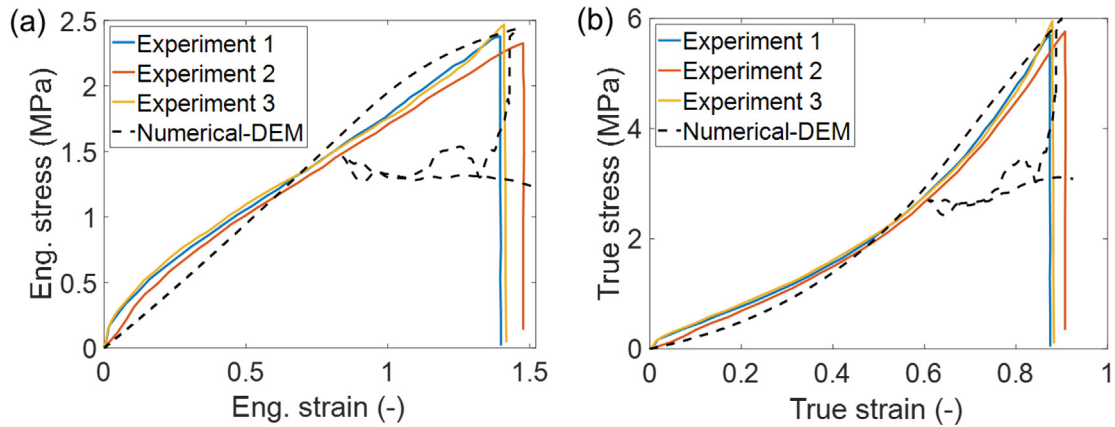 (a)
Eng. stress (MPa)
2.5
2
1.5
1
0.5
0
Experiment 1
Experiment 2
Experiment 3
Numerical-DEM
0
0.5
1
1.5
Eng. strain (-)
(b)
True stress (MPa)
6
4
2
0
Experiment 1
Experiment 2
Experiment 3
Numerical-DEM
0
0.2
0.4
0.6
0.8
1
True strain (-)